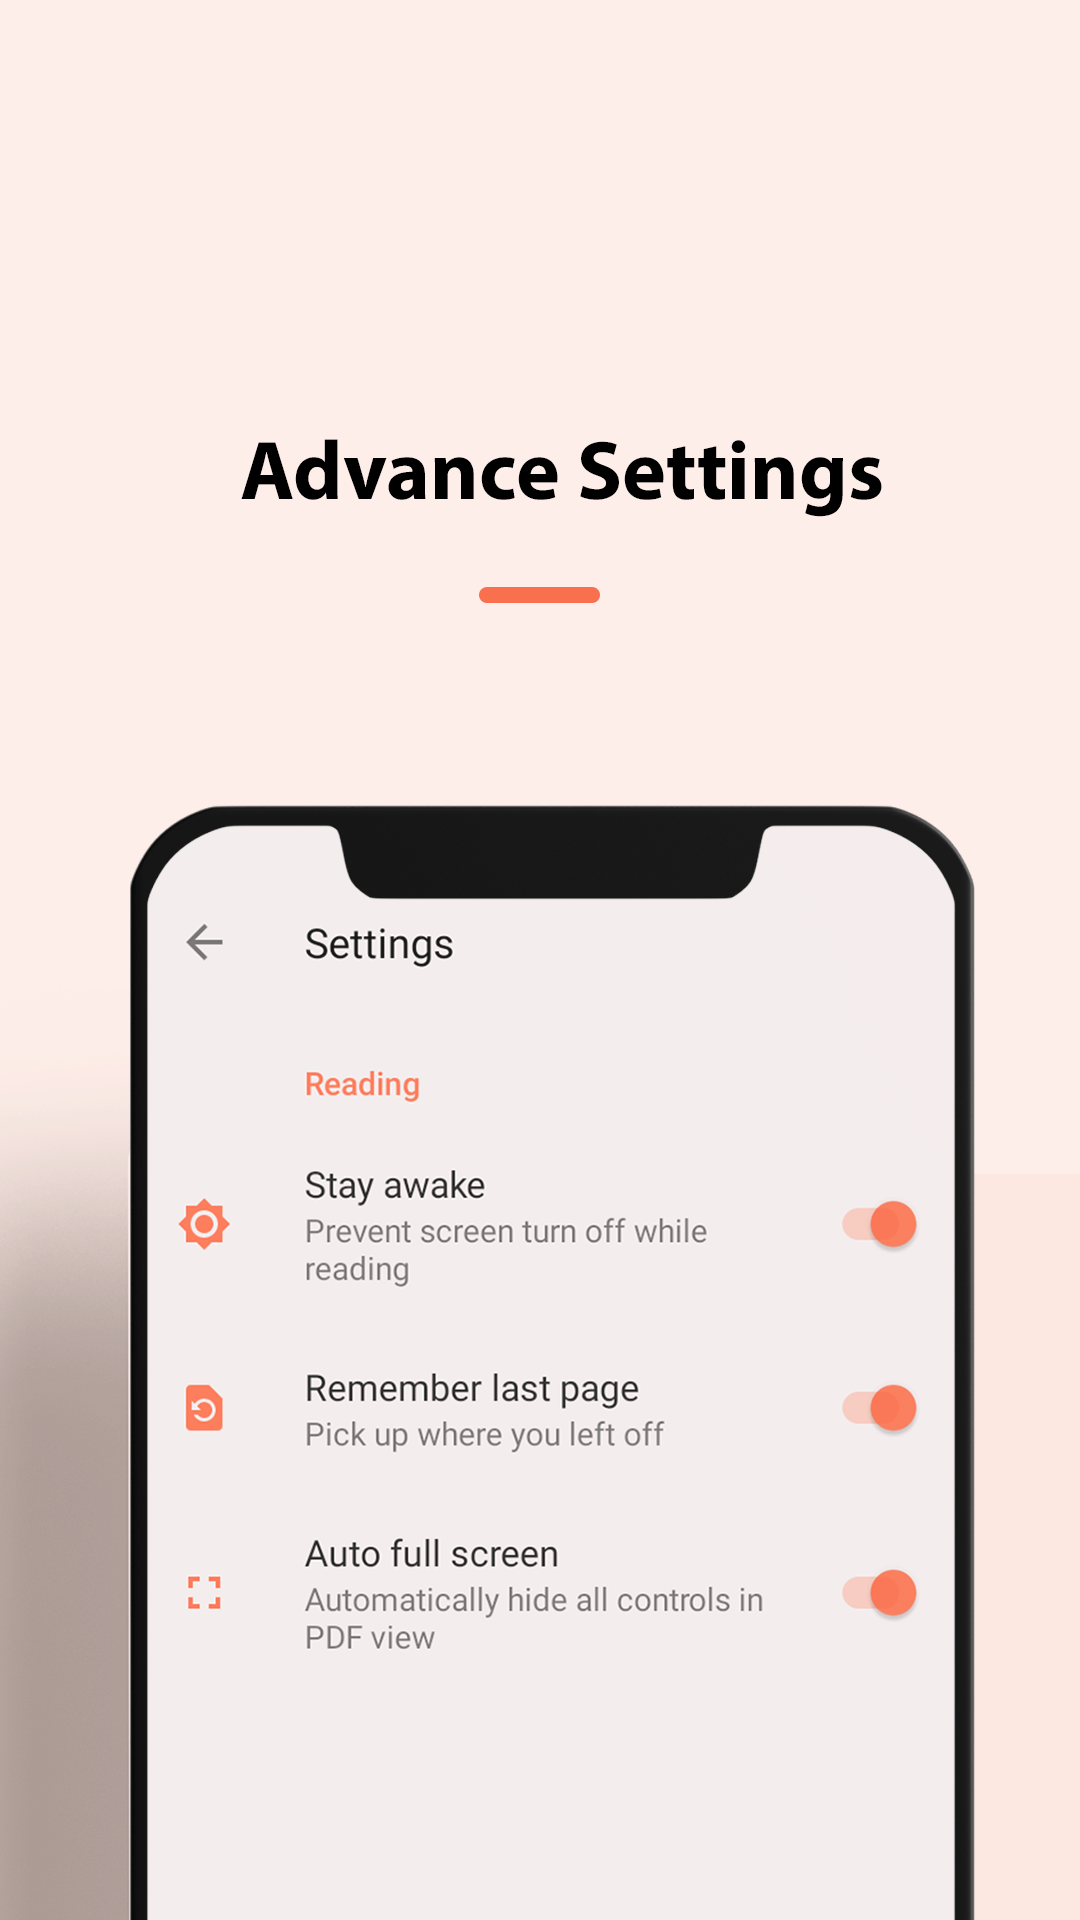 Advance Settings
Settings
Reading
Stay awake
Prevent screen turn off while
reading
Remember last page
Pick up where you left off
Auto full screen
Automatically hide all controls in
PDF view